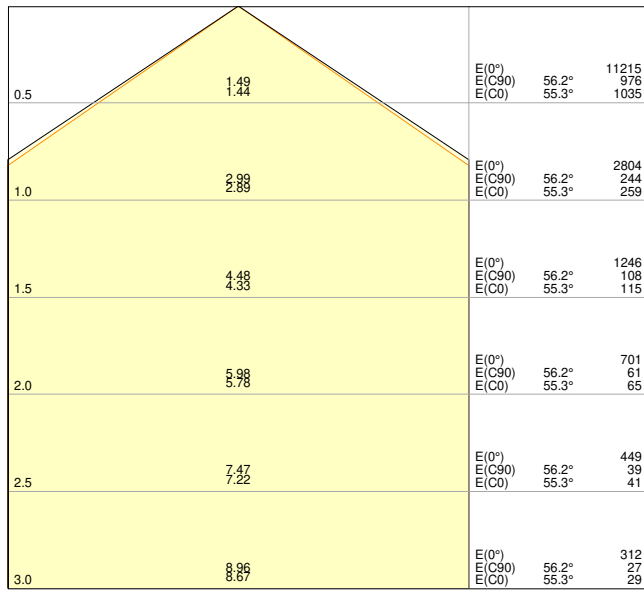 E(0°) 11215
1.49 E(C90) 56.2° 976
0.5 1.44 E(C0) 55.3° 1035
E(0°) 2804
2.99 E(C90) 56.2° 244
1.0 2.89 E(C0) 55.3° 259
E(0°) 1246
4.48 E(C90) 56.2° 108
1.5 4.33 E(C0) 55.3° 115
E(0°) 701
5.98 E(C90) 56.2° 61
2.0 5.78 E(C0) 55.3° 65
E(0°) 449
7.47 E(C90) 56.2° 39
2.5 7.22 E(C0) 55.3° 41
E(0°) 312
8.96 E(C90) 56.2° 27
3.0 8.67 E(C0) 55.3° 29